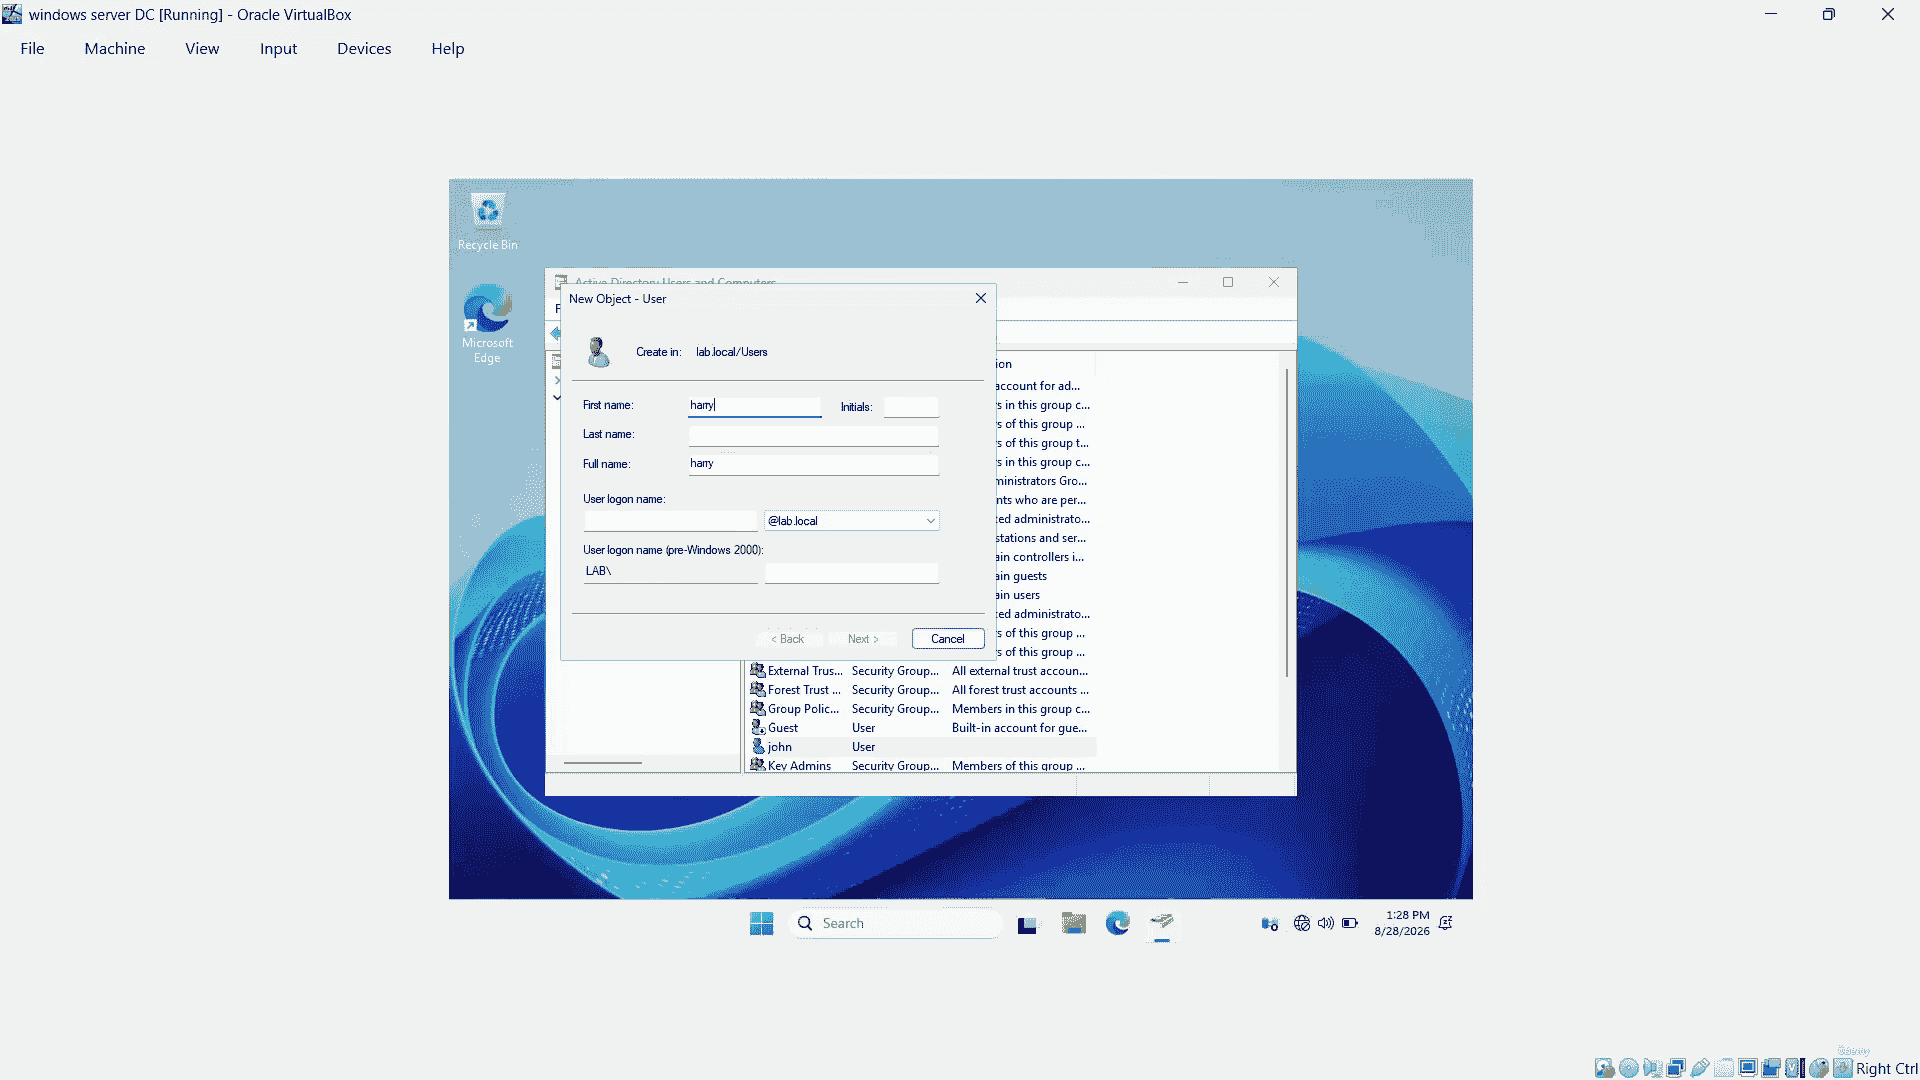 windows server DC [Running] - Oracle VirtualBox
File Machine View Input Devices Help
Recycle Bin
Microsoft Edge
Active Directory Users and Computers
New Object - User
Create in: lab.local/Users
First name: harry Initials:
Last name:
Full name: harry
User logon name:
@lab.local
User logon name (pre-Windows 2000):
LAB\
< Back Next > Cancel
ion
account for ad...
s in this group c...
s of this group ...
s of this group t...
s in this group c...
ministrators Gro...
nts who are per...
ted administrato...
stations and ser...
ain controllers i...
ain guests
ain users
ted administrato...
s of this group ...
s of this group ...
External Trus... Security Group... All external trust accoun...
Forest Trust ... Security Group... All forest trust accounts ...
Group Polic... Security Group... Members in this group c...
Guest User Built-in account for gue...
john User
Key Admins Security Group... Members of this group ...
Search
1:28 PM
8/28/2026
Udemy
Right Ctrl